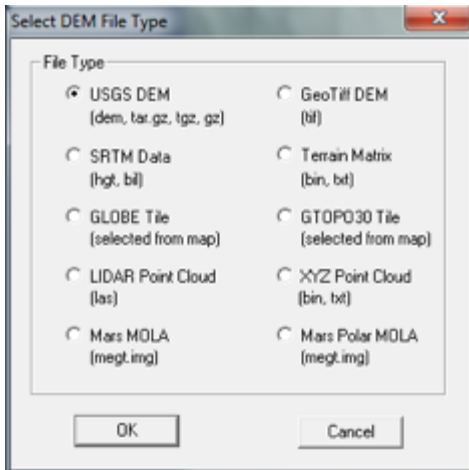 Select DEM File Type
File Type
USGS DEM
(dem, tar.gz, tgz, gz)
GeoTiff DEM
(tif)
SRTM Data
(hgt, bil)
Terrain Matrix
(bin, txt)
GLOBE Tile
(selected from map)
GTOPO30 Tile
(selected from map)
LIDAR Point Cloud
(las)
XYZ Point Cloud
(bin, txt)
Mars MOLA
(megt.img)
Mars Polar MOLA
(megt.img)
OK
Cancel